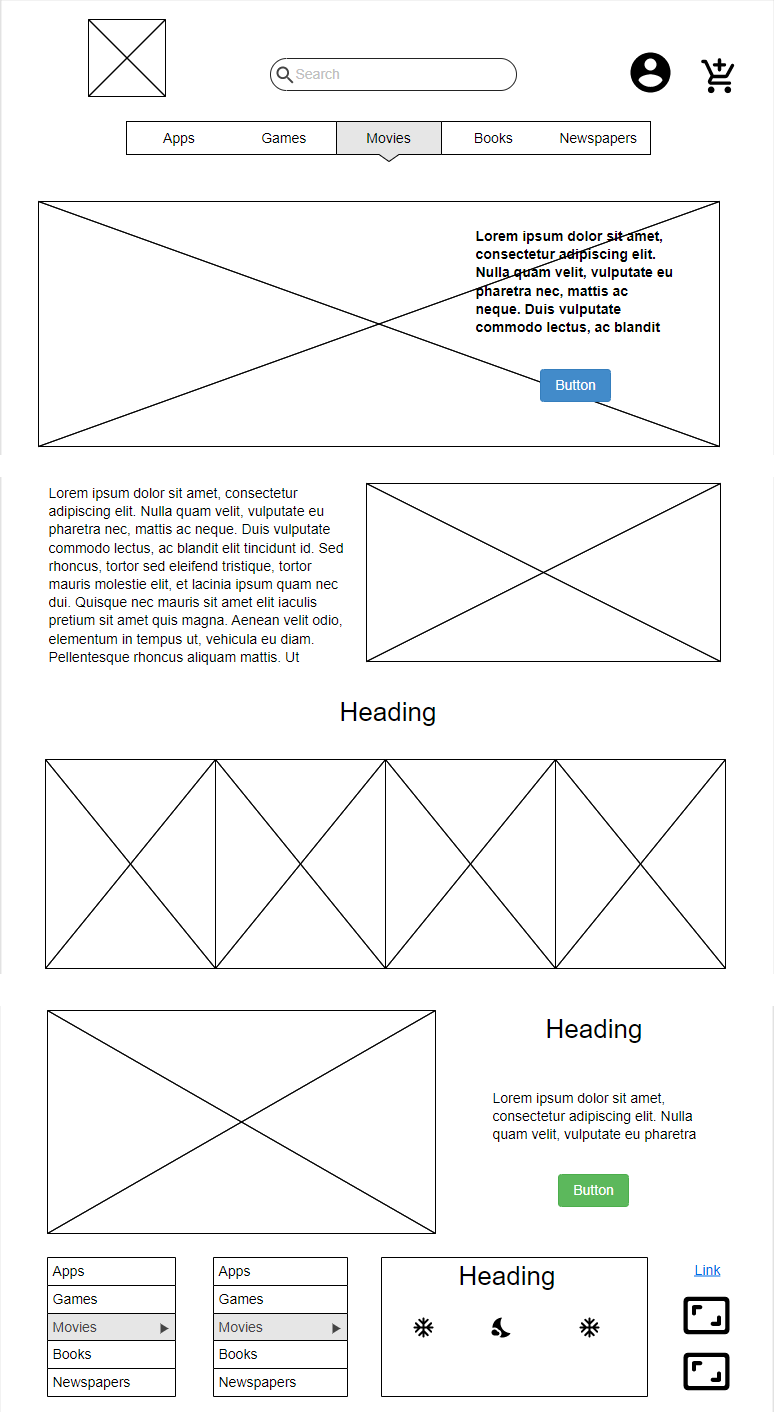 Search
Apps Games Movies Books Newspapers
Lorem ipsum dolor sit amet,
consectetur adipiscing elit.
Nulla quam velit, vulputate eu
pharetra nec, mattis ac
neque. Duis vulputate
commodo lectus, ac blandit
Button
Lorem ipsum dolor sit amet, consectetur
adipiscing elit. Nulla quam velit, vulputate eu
pharetra nec, mattis ac neque. Duis vulputate
commodo lectus, ac blandit elit tincidunt id. Sed
rhoncus, tortor sed eleifend tristique, tortor
mauris molestie elit, et lacinia ipsum quam nec
dui. Quisque nec mauris sit amet elit iaculis
pretium sit amet quis magna. Aenean velit odio,
elementum in tempus ut, vehicula eu diam.
Pellentesque rhoncus aliquam mattis. Ut
Heading
Heading
Lorem ipsum dolor sit amet,
consectetur adipiscing elit. Nulla
quam velit, vulputate eu pharetra
Button
Apps
Games
Movies
Books
Newspapers
Apps
Games
Movies
Books
Newspapers
Heading
Link